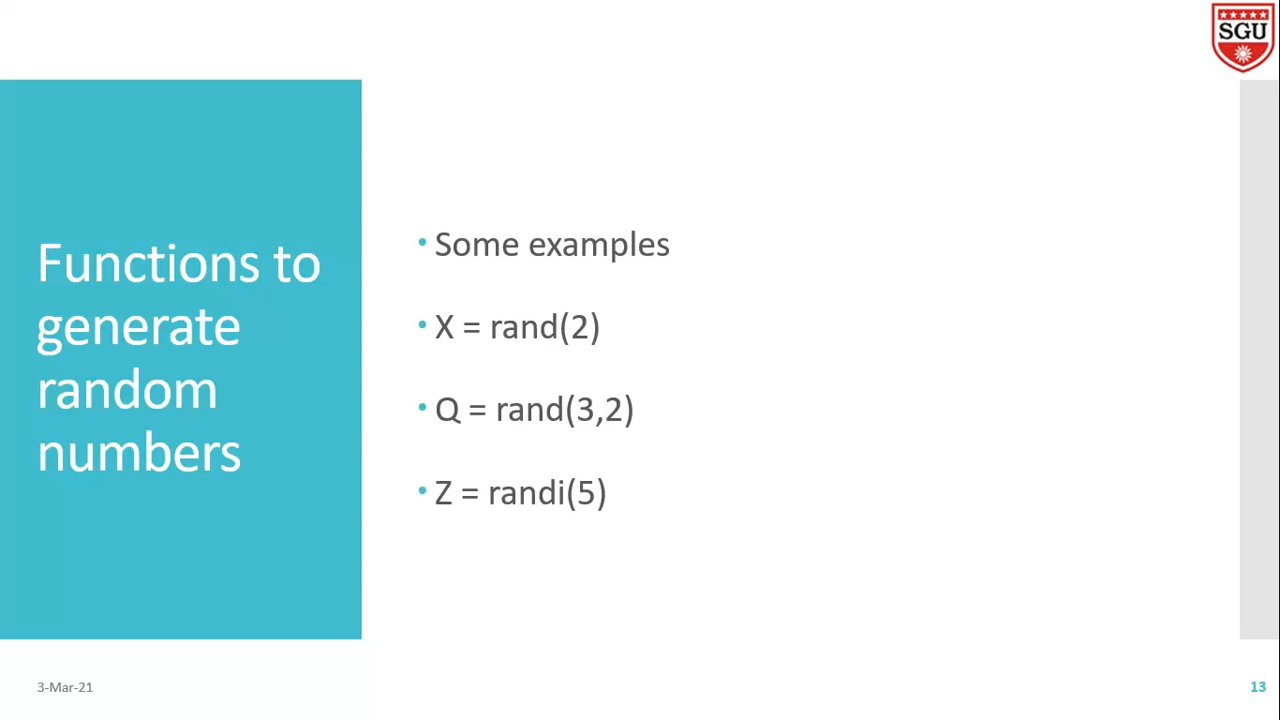 SGU
Functions to
generate
random
numbers
• Some examples
• X = rand(2)
• Q = rand(3,2)
• Z = randi(5)
3-Mar-21
13